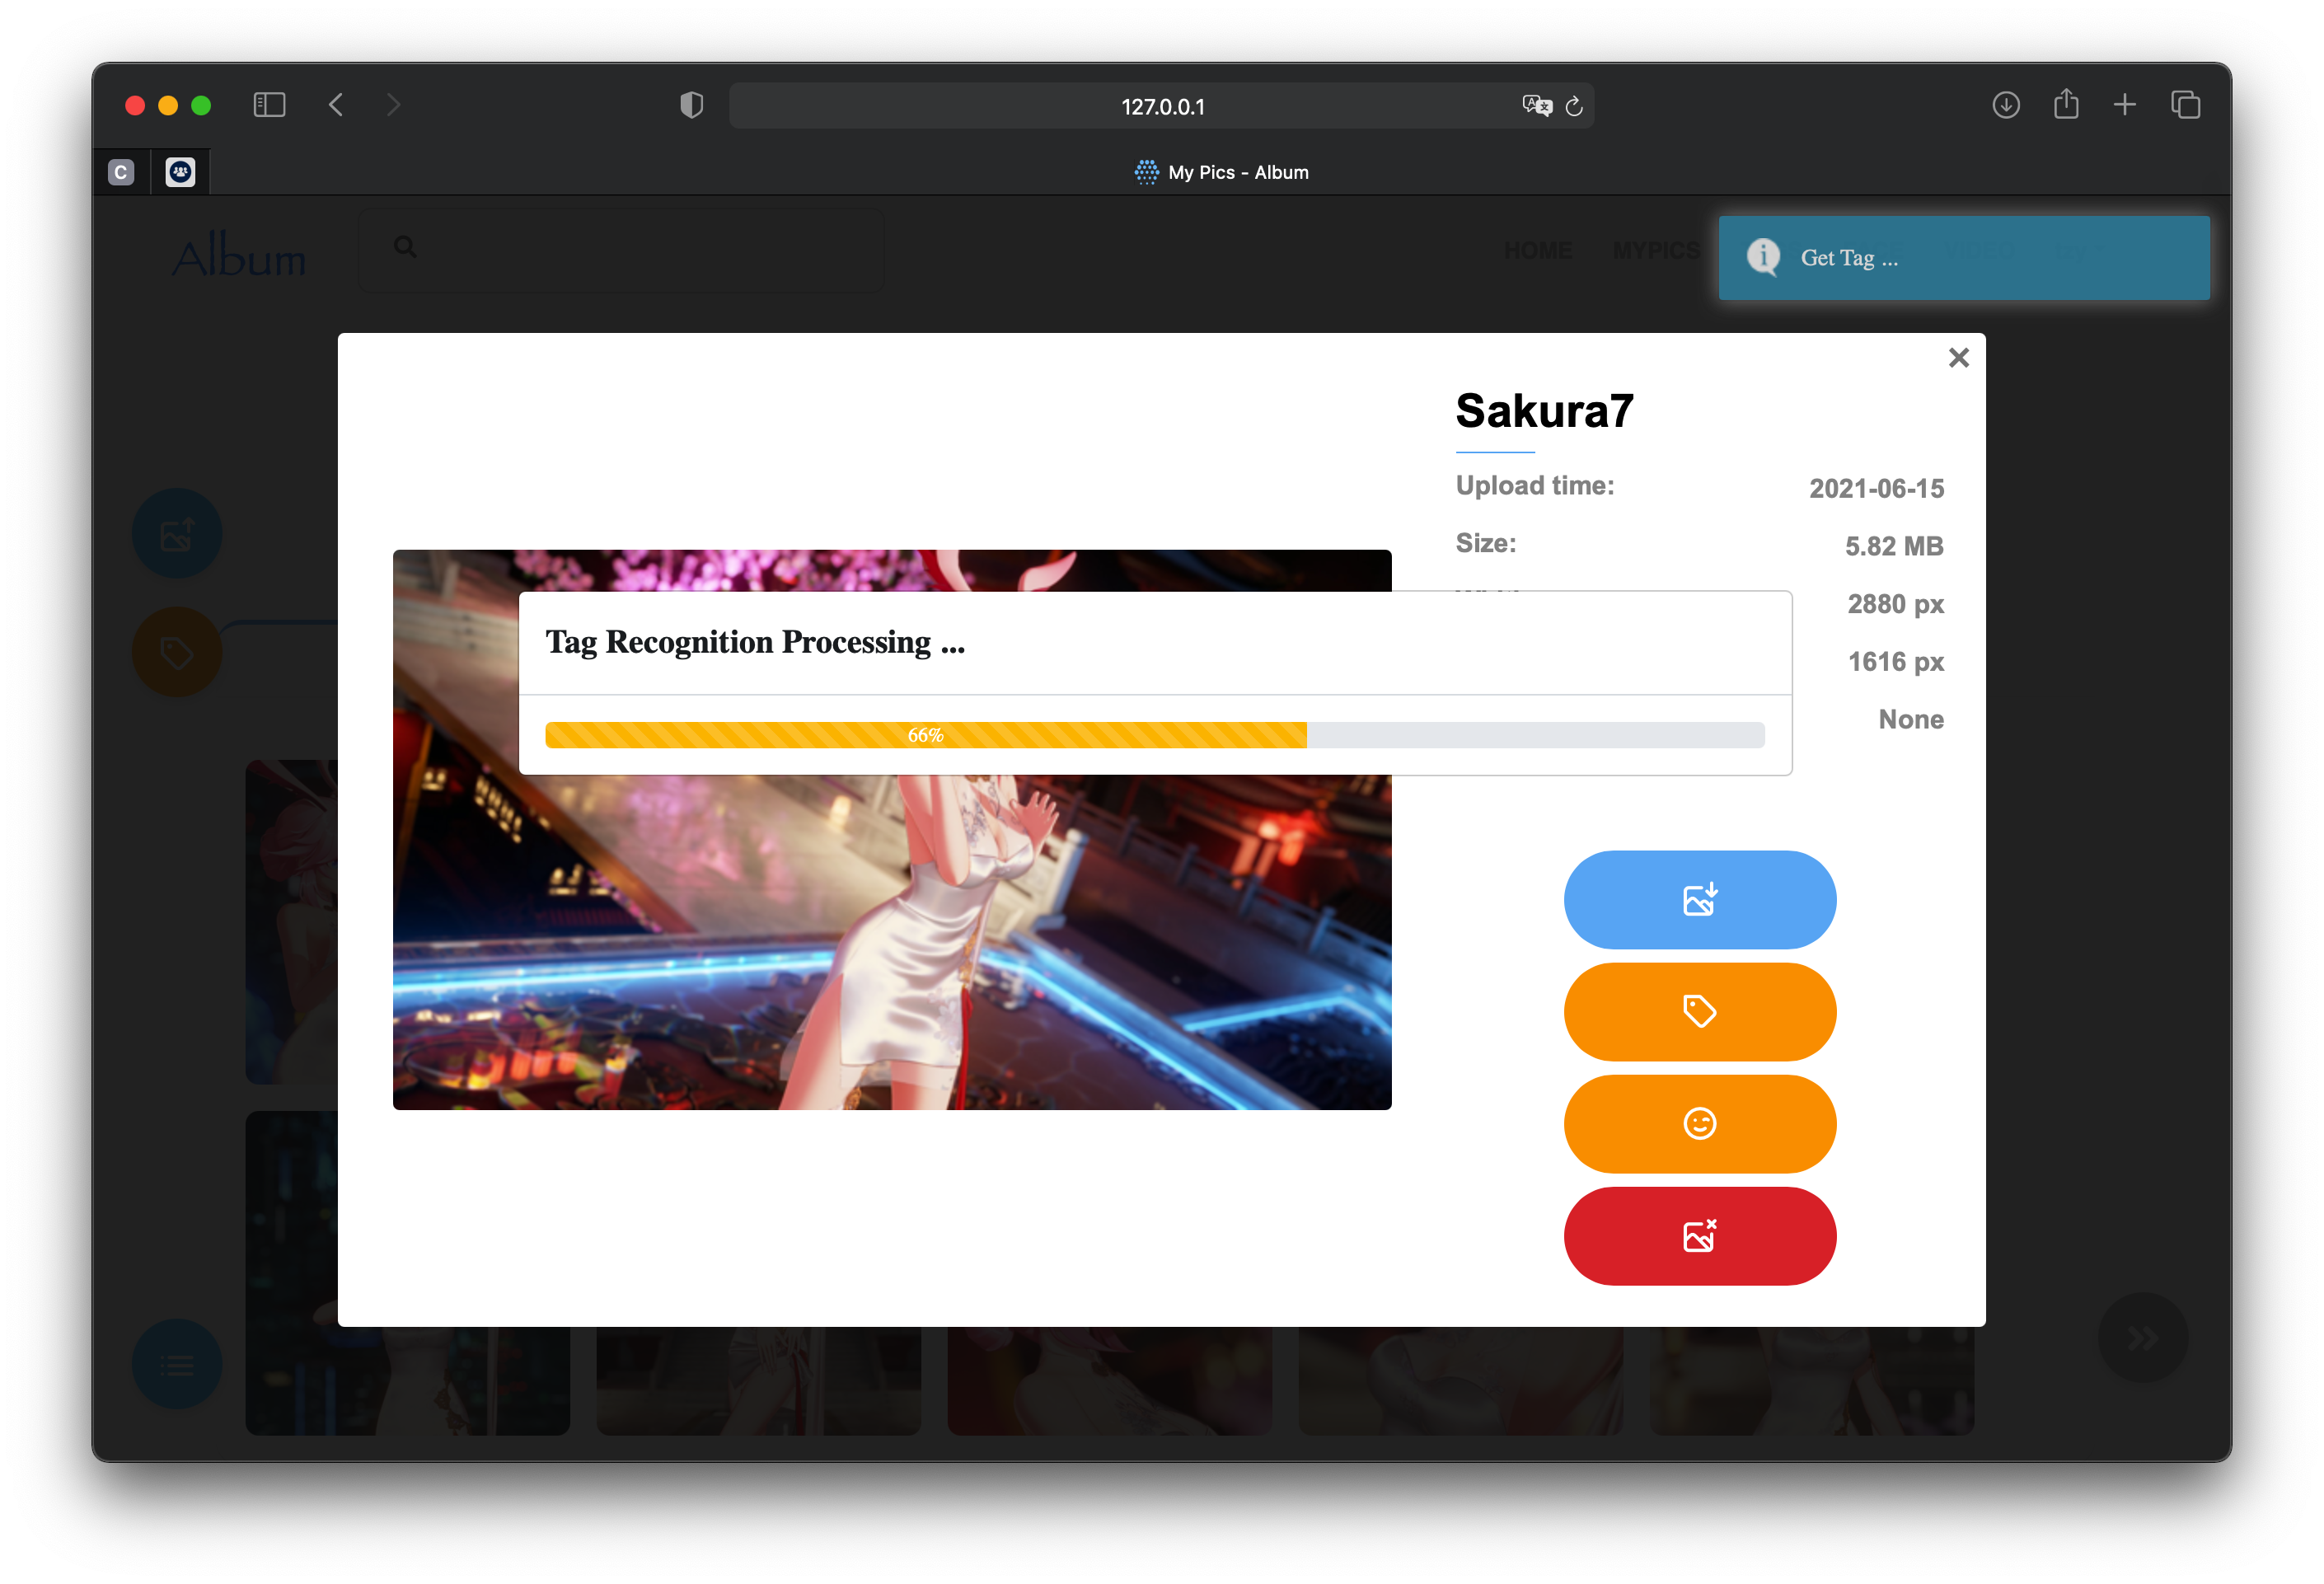 127.0.0.1
C
My Pics - Album
Album
HOME
MYPICS
Get Tag ...
Sakura7
Upload time:
2021-06-15
Size:
5.82 MB
2880 px
1616 px
None
Tag Recognition Processing ...
66%